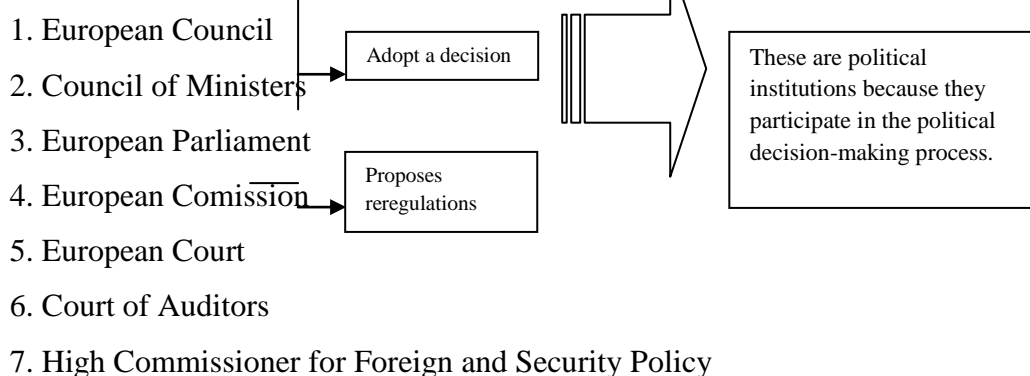 1. European Council
2. Council of Ministers
3. European Parliament
4. European Comission
5. European Court
6. Court of Auditors
7. High Commissioner for Foreign and Security Policy
Adopt a decision
Proposes
reregulations
These are political
institutions because they
participate in the political
decision-making process.